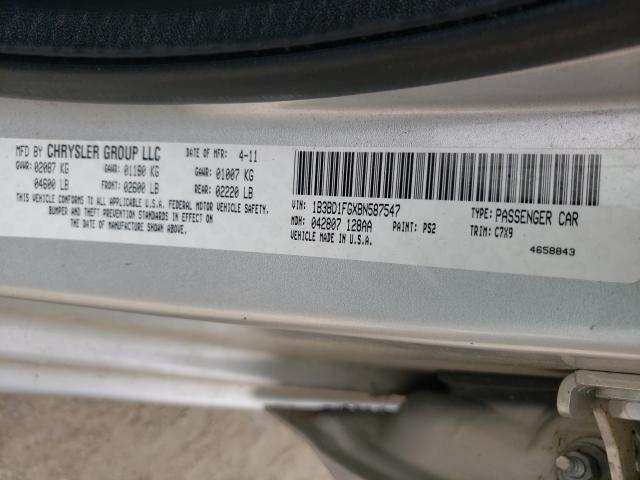 MFD BY CHRYSLER GROUP LLC DATE OF MFR: 4-11
GVWR: 02087 KG GAWR: 01180 KG GAWR: 01007 KG
04600 LB FRONT: 02600 LB REAR: 02220 LB
THIS VEHICLE CONFORMS TO ALL APPLICABLE U.S.A. FEDERAL MOTOR VEHICLE SAFETY,
BUMPER AND THEFT PREVENTION STANDARDS IN EFFECT ON
THE DATE OF MANUFACTURE SHOWN ABOVE.
VIN: 1B3BD1FGXBN587547 TYPE: PASSENGER CAR
MDH: 042807 128AA PAINT: PS2 TRIM: C7X9
VEHICLE MADE IN U.S.A. 4658843